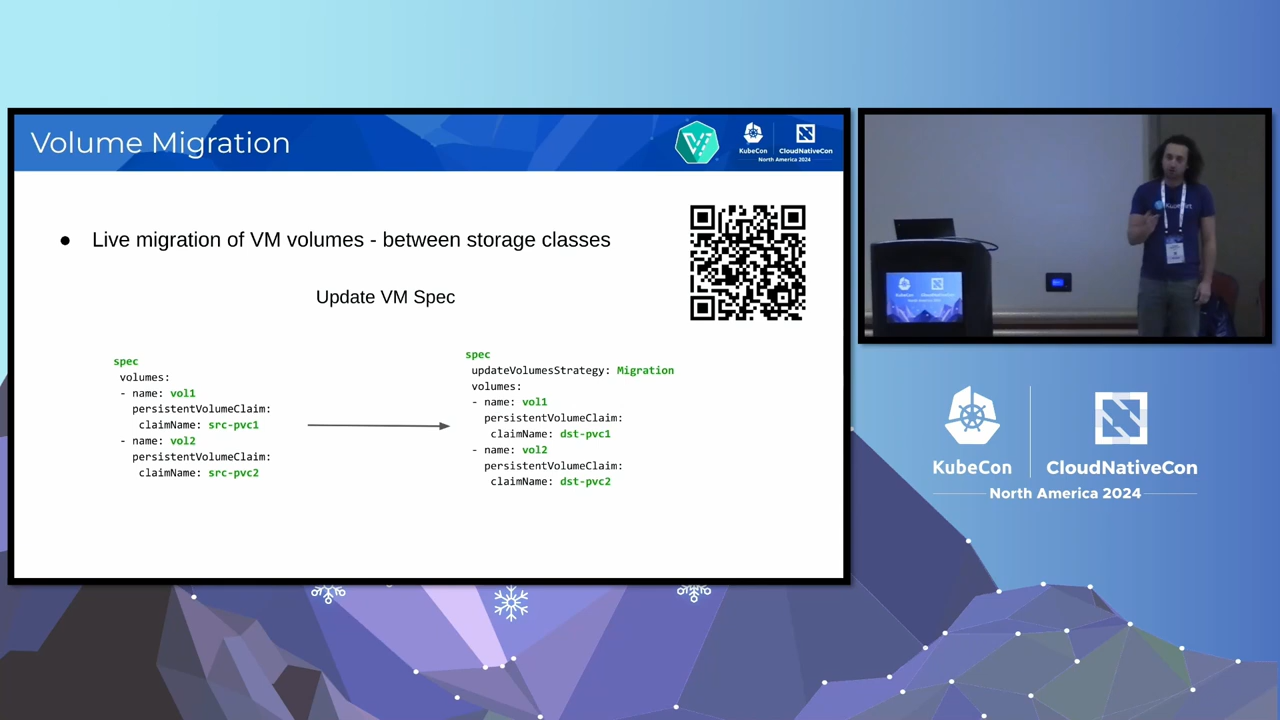 Volume Migration
KubeCon
CloudNativeCon
North America 2024
● Live migration of VM volumes - between storage classes
Update VM Spec
spec
volumes:
- name: vol1
persistentVolumeClaim:
claimName: src-pvc1
- name: vol2
persistentVolumeClaim:
claimName: src-pvc2
spec
updateVolumesStrategy: Migration
volumes:
- name: vol1
persistentVolumeClaim:
claimName: dst-pvc1
- name: vol2
persistentVolumeClaim:
claimName: dst-pvc2
KubeCon
CloudNativeCon
North America 2024